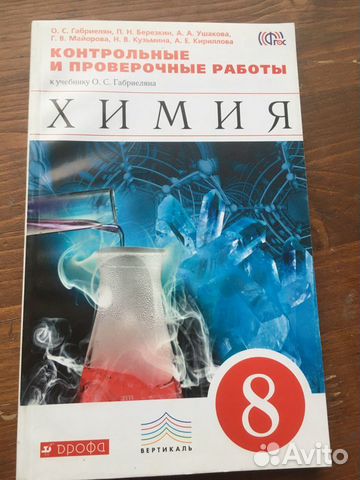 О. С. Габриелян, П. Н. Березкин, А. А. Ушакова,
Г. В. Майорова, Н. В. Кузьмина, А. Е. Кириллова
КОНТРОЛЬНЫЕ
И ПРОВЕРОЧНЫЕ РАБОТЫ
к учебнику О. С. Габриеляна
ФГОС
ХИМИЯ
8
ДРОФА
ВЕРТИКАЛЬ
Avito